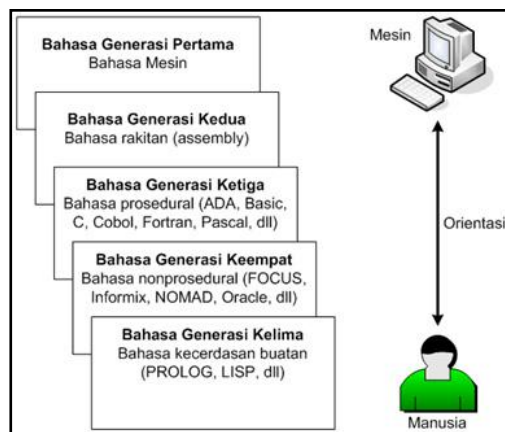 Bahasa Generasi Pertama
Bahasa Mesin
Bahasa Generasi Kedua
Bahasa rakitan (assembly)
Bahasa Generasi Ketiga
Bahasa prosedural (ADA, Basic,
C, Cobol, Fortran, Pascal, dll)
Bahasa Generasi Keempat
Bahasa nonprosedural (FOCUS,
Informix, NOMAD, Oracle, dll)
Bahasa Generasi Kelima
Bahasa kecerdasan buatan
(PROLOG, LISP, dll)
Mesin
Orientasi
Manusia